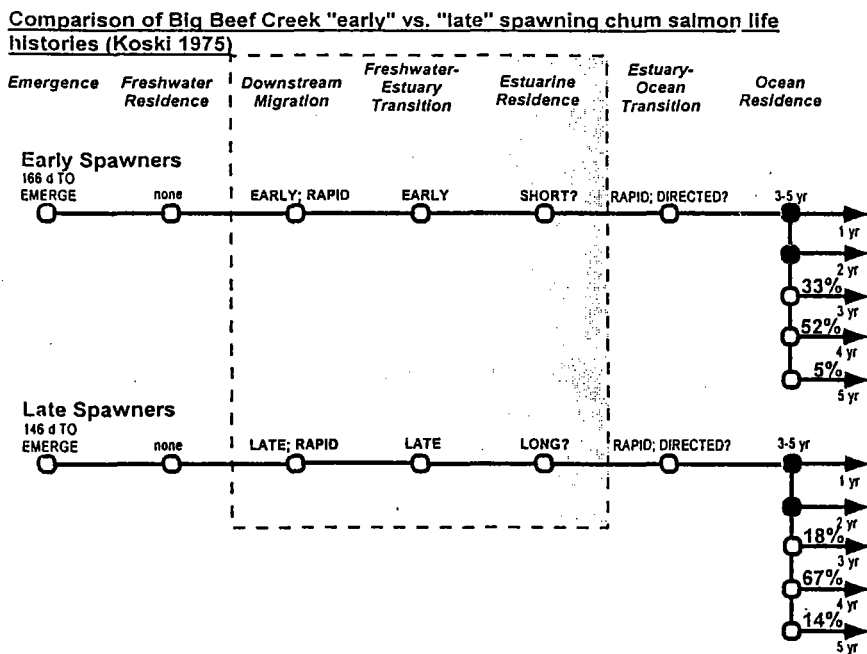 Comparison of Big Beef Creek "early" vs. "late" spawning chum salmon life
histories (Koski 1975)
Emergence
Freshwater
Residence
Downstream
Migration
Freshwater-
Estuary
Transition
Estuarine
Residence
Estuary-
Ocean
Transition
Ocean
Residence
Early Spawners
166 d TO
EMERGE
none
EARLY; RAPID
EARLY
SHORT?
RAPID; DIRECTED?
3-5 yr
1 yr
2 yr
33%
3 yr
52%
4 yr
5%
5 yr
Late Spawners
146 d TO
EMERGE
none
LATE; RAPID
LATE
LONG?
RAPID; DIRECTED?
3-5 yr
1 yr
2 yr
18%
3 yr
67%
4 yr
14%
5 yr